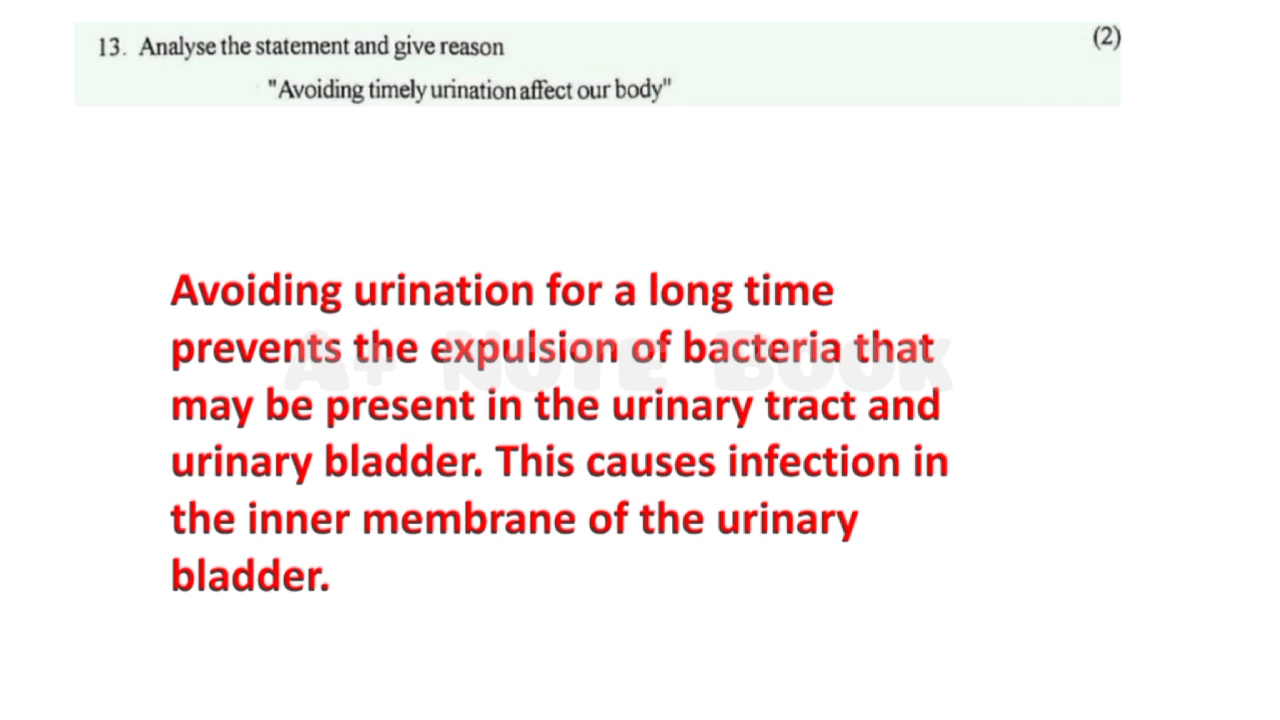 13. Analyse the statement and give reason (2)
"Avoiding timely urination affect our body"
Avoiding urination for a long time
prevents the expulsion of bacteria that
A+ NOTE BOOK
may be present in the urinary tract and
urinary bladder. This causes infection in
the inner membrane of the urinary
bladder.